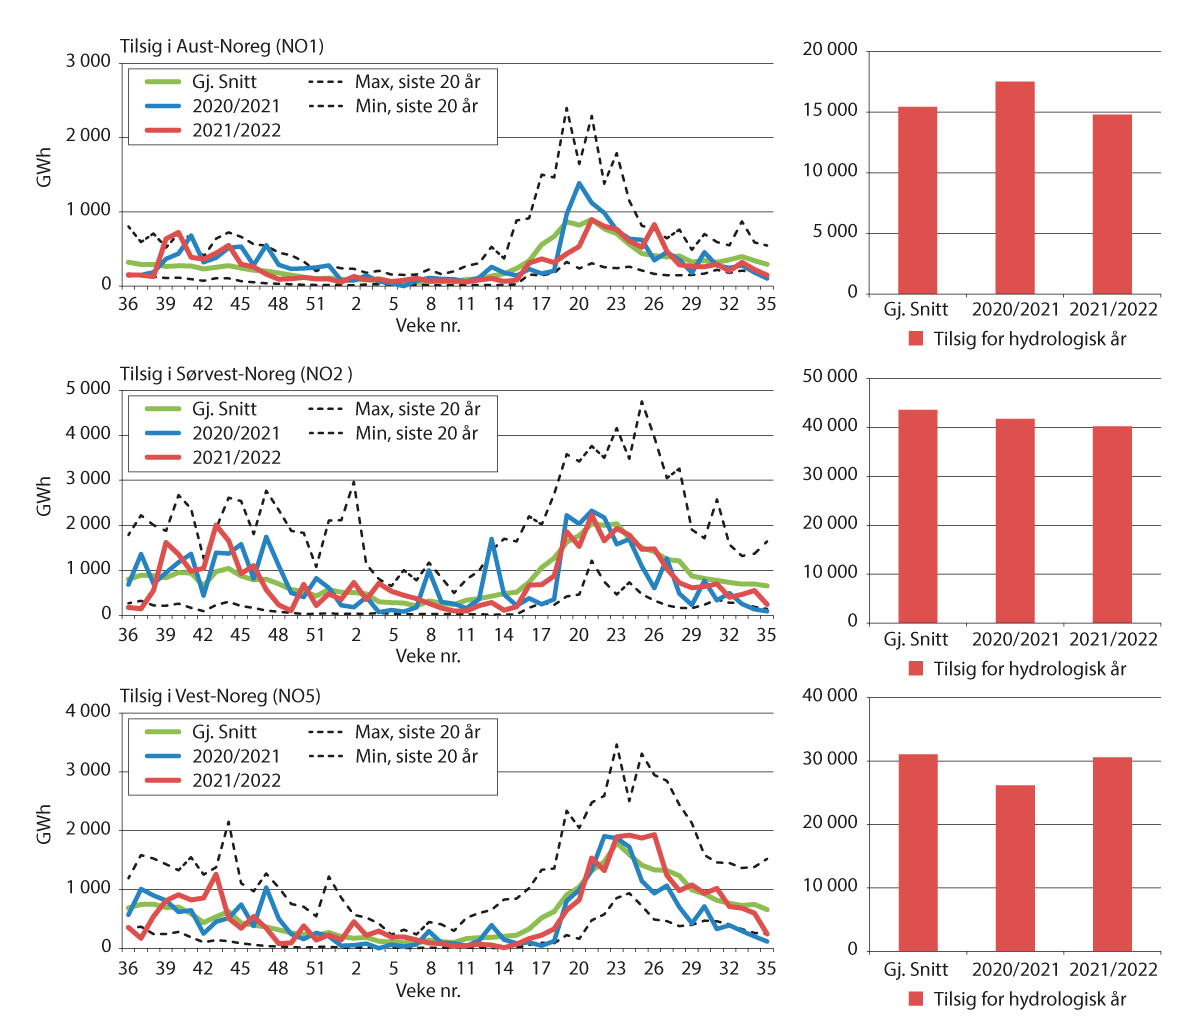 Tilsig i Aust-Noreg (NO1)
GWh
3 000
2 000
1 000
0
Gj. Snitt
2020/2021
2021/2022
Max, siste 20 år
Min, siste 20 år
36 39 42 45 48 51 2 5 8 11 14 17 20 23 26 29 32 35
Veke nr.
20 000
15 000
10 000
5 000
0
Gj. Snitt 2020/2021 2021/2022
Tilsig for hydrologisk år
Tilsig i Sørvest-Noreg (NO2 )
GWh
5 000
4 000
3 000
2 000
1 000
0
Gj. Snitt
2020/2021
2021/2022
Max, siste 20 år
Min, siste 20 år
36 39 42 45 48 51 2 5 8 11 14 17 20 23 26 29 32 35
Veke nr.
50 000
40 000
30 000
20 000
10 000
0
Gj. Snitt 2020/2021 2021/2022
Tilsig for hydrologisk år
Tilsig i Vest-Noreg (NO5)
GWh
4 000
3 000
2 000
1 000
0
Gj. Snitt
2020/2021
2021/2022
Max, siste 20 år
Min, siste 20 år
36 39 42 45 48 51 2 5 8 11 14 17 20 23 26 29 32 35
Veke nr.
40 000
30 000
20 000
10 000
0
Gj. Snitt 2020/2021 2021/2022
Tilsig for hydrologisk år